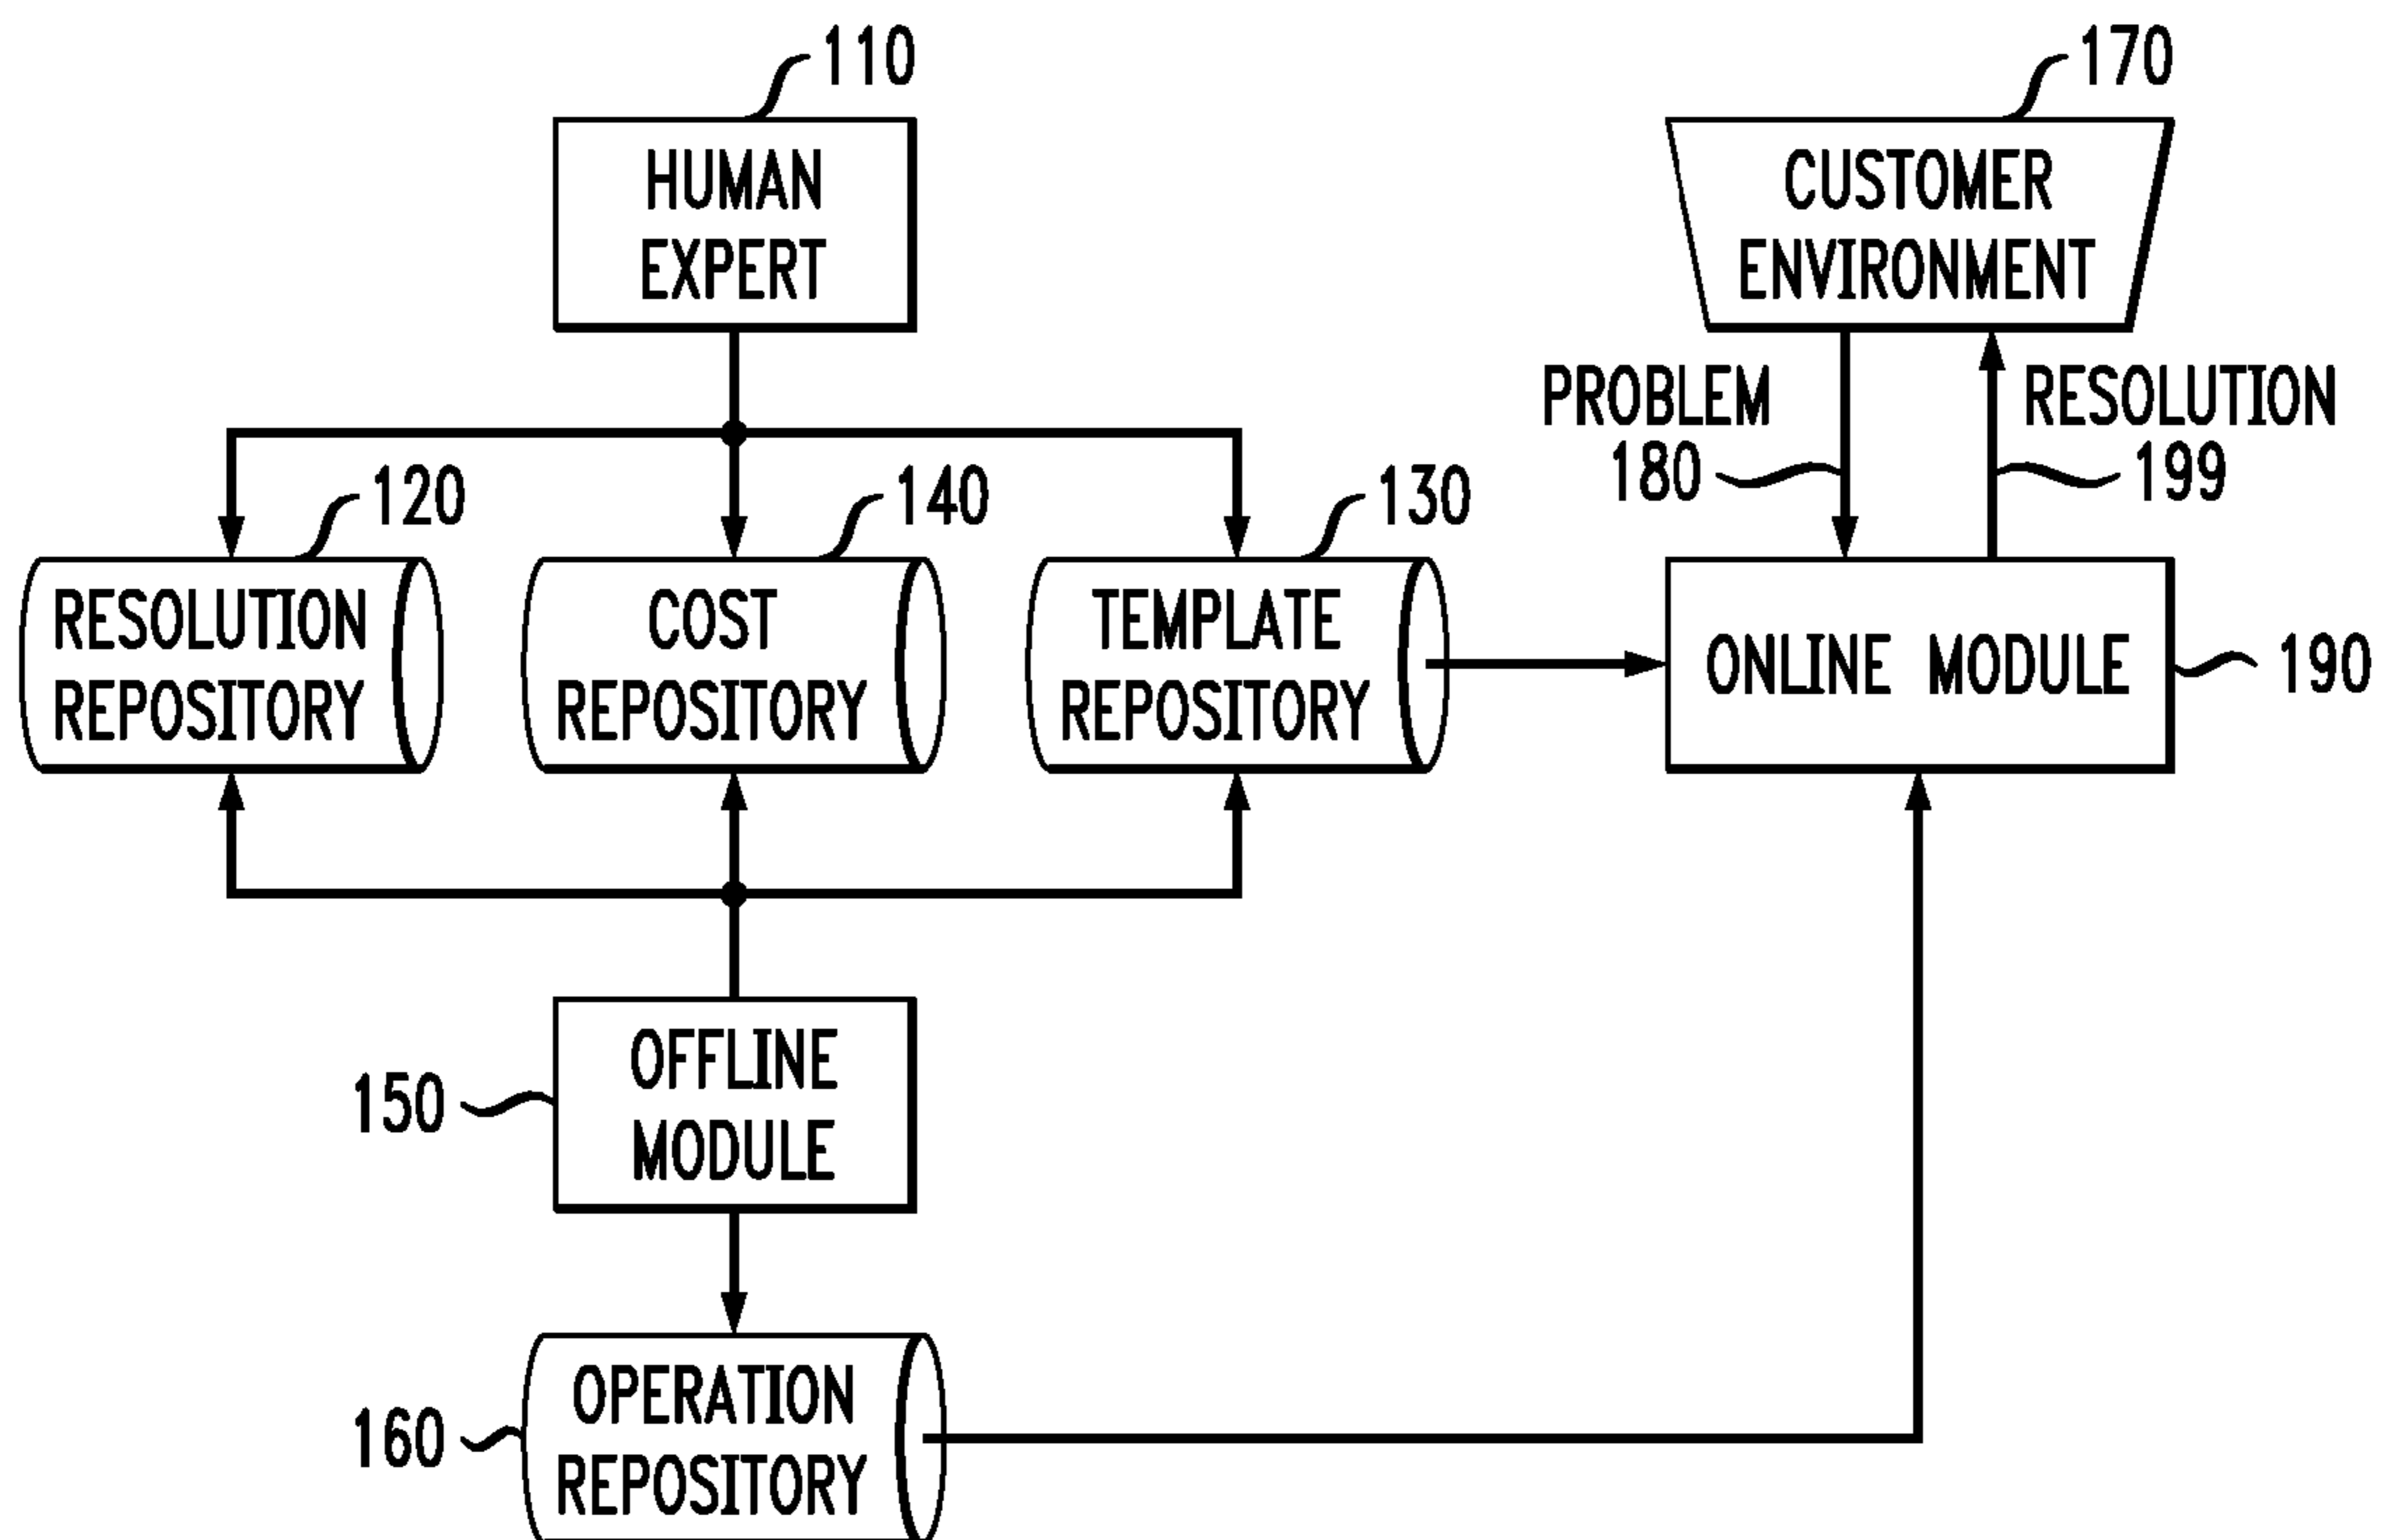 110
HUMAN
EXPERT
170
CUSTOMER
ENVIRONMENT
PROBLEM
180
RESOLUTION
199
120
RESOLUTION
REPOSITORY
140
COST
REPOSITORY
130
TEMPLATE
REPOSITORY
ONLINE MODULE
190
150
OFFLINE
MODULE
160
OPERATION
REPOSITORY